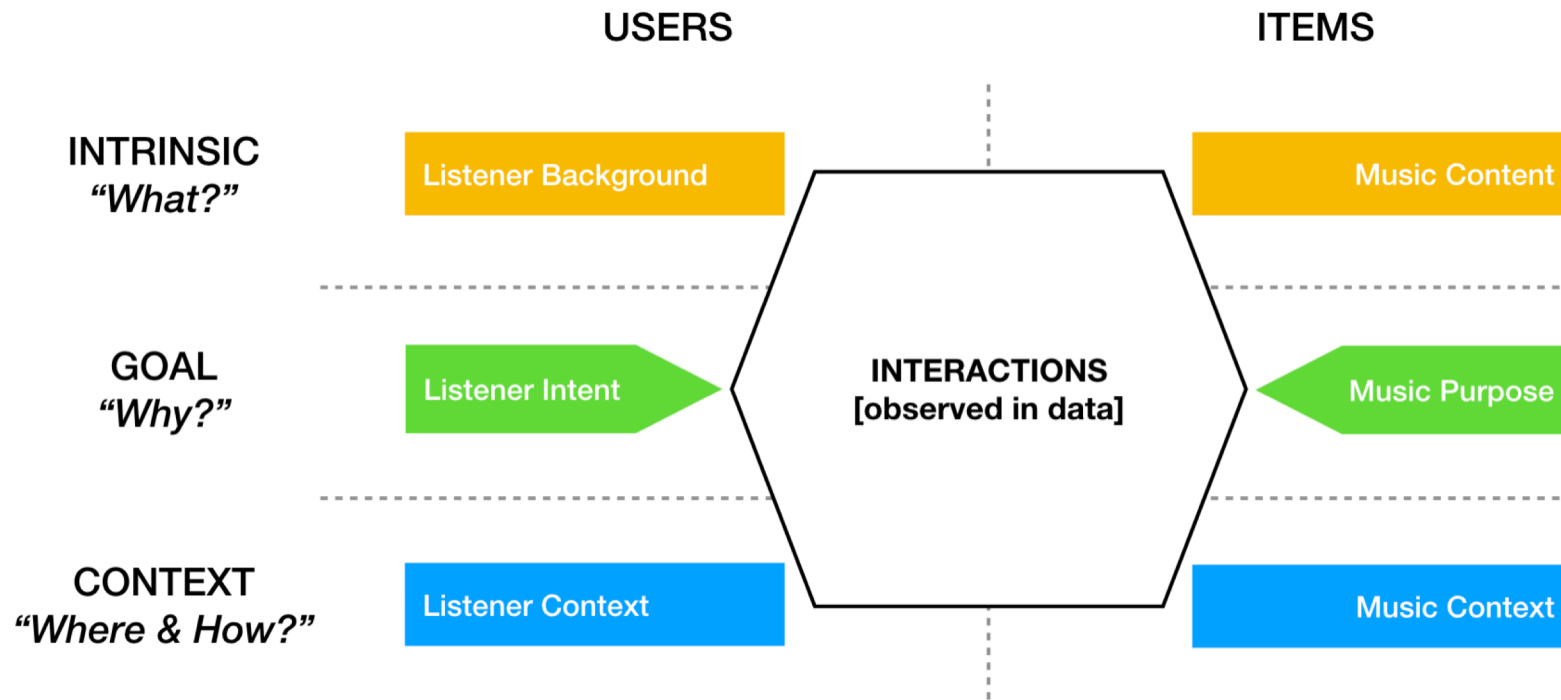 USERS
ITEMS
INTRINSIC
“What?”
Listener Background
Music Content
GOAL
“Why?”
Listener Intent
INTERACTIONS
[observed in data]
Music Purpose
CONTEXT
“Where & How?”
Listener Context
Music Context